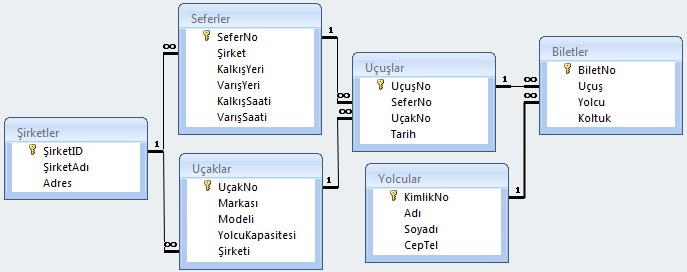 Şirketler
ŞirketID
ŞirketAdı
Adres
Seferler
SeferNo
Şirket
KalkışYeri
VarışYeri
KalkışSaati
VarışSaati
Uçaklar
UçakNo
Markası
Modeli
YolcuKapasitesi
Şirketi
Uçuşlar
UçuşNo
SeferNo
UçakNo
Tarih
Yolcular
KimlikNo
Adı
Soyadı
CepTel
Biletler
BiletNo
Uçuş
Yolcu
Koltuk
1
∞
∞
1
∞
1
∞
1
∞
1
∞